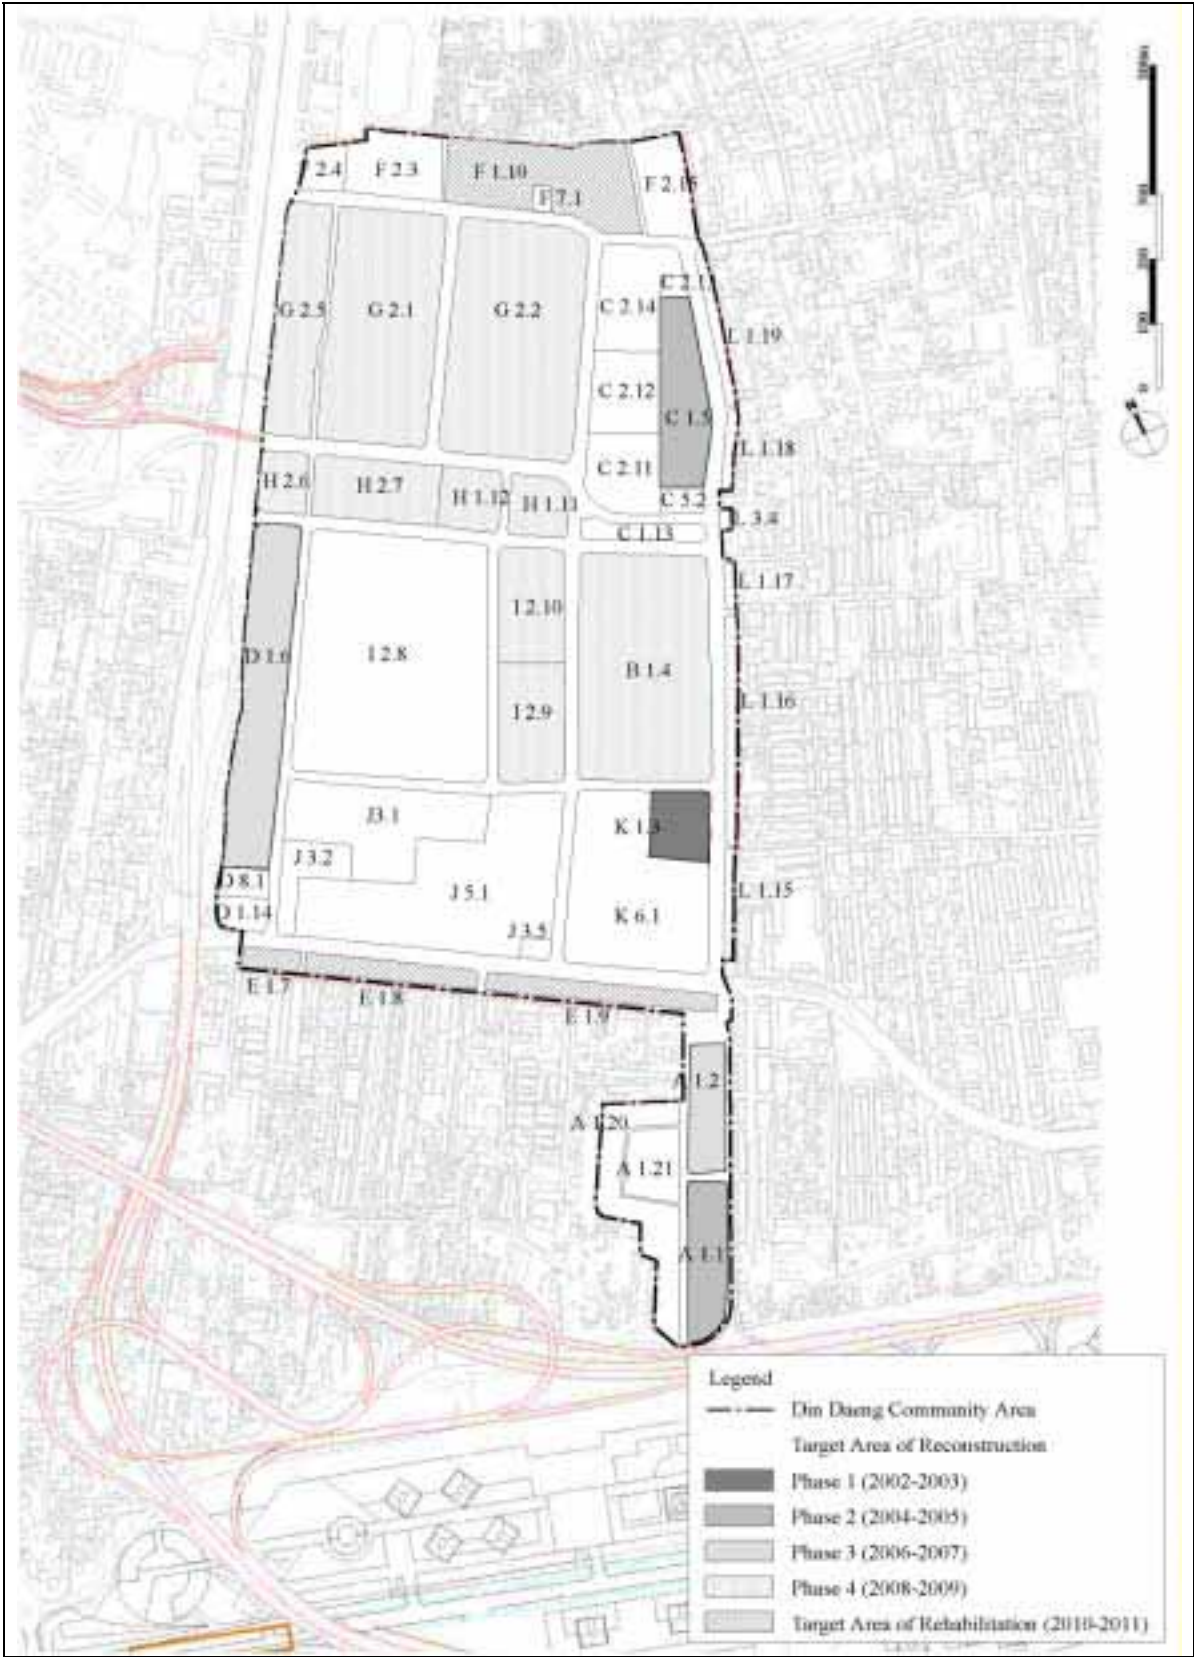 2.4
F 2.3
F 1.10
F 7.1
F 2.15
G 2.5
G 2.1
G 2.2
C 2.14
C 2.1
L 1.19
C 2.12
C 1.5
C 2.11
L 1.18
H 2.6
H 2.7
H 1.12
H 1.11
C 5.2
L 3.4
C 1.13
L 1.17
I 2.10
D 1.6
I 2.8
B 1.4
L 1.16
I 2.9
J3.1
K 1.3
J 3.2
D 8.1
J 5.1
L 1.15
D 1.14
J 3.5
K 6.1
E 1.7
E 1.8
E 1.9
A 1.2
A 1.20
A 1.21
A 1.1
Legend
Din Daeng Community Area
Target Area of Reconstruction
Phase 1 (2002-2003)
Phase 2 (2004-2005)
Phase 3 (2006-2007)
Phase 4 (2008-2009)
Target Area of Rehabilitation (2010-2011)